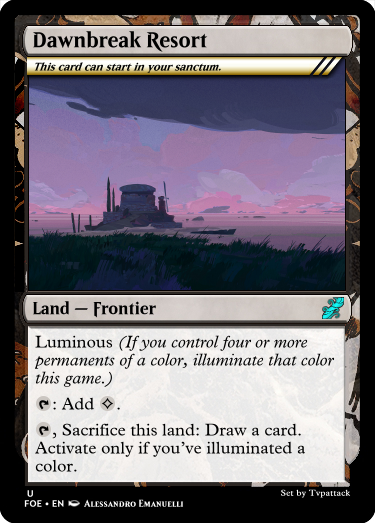 Dawnbreak Resort
This card can start in your sanctum.
Land — Frontier
Luminous (If you control four or more
permanents of a color, illuminate that color
this game.)
: Add .
, Sacrifice this land: Draw a card.
Activate only if you've illuminated a
color.
U
FOE • EN Alessandro Emanuelli
Set by Tvpattack